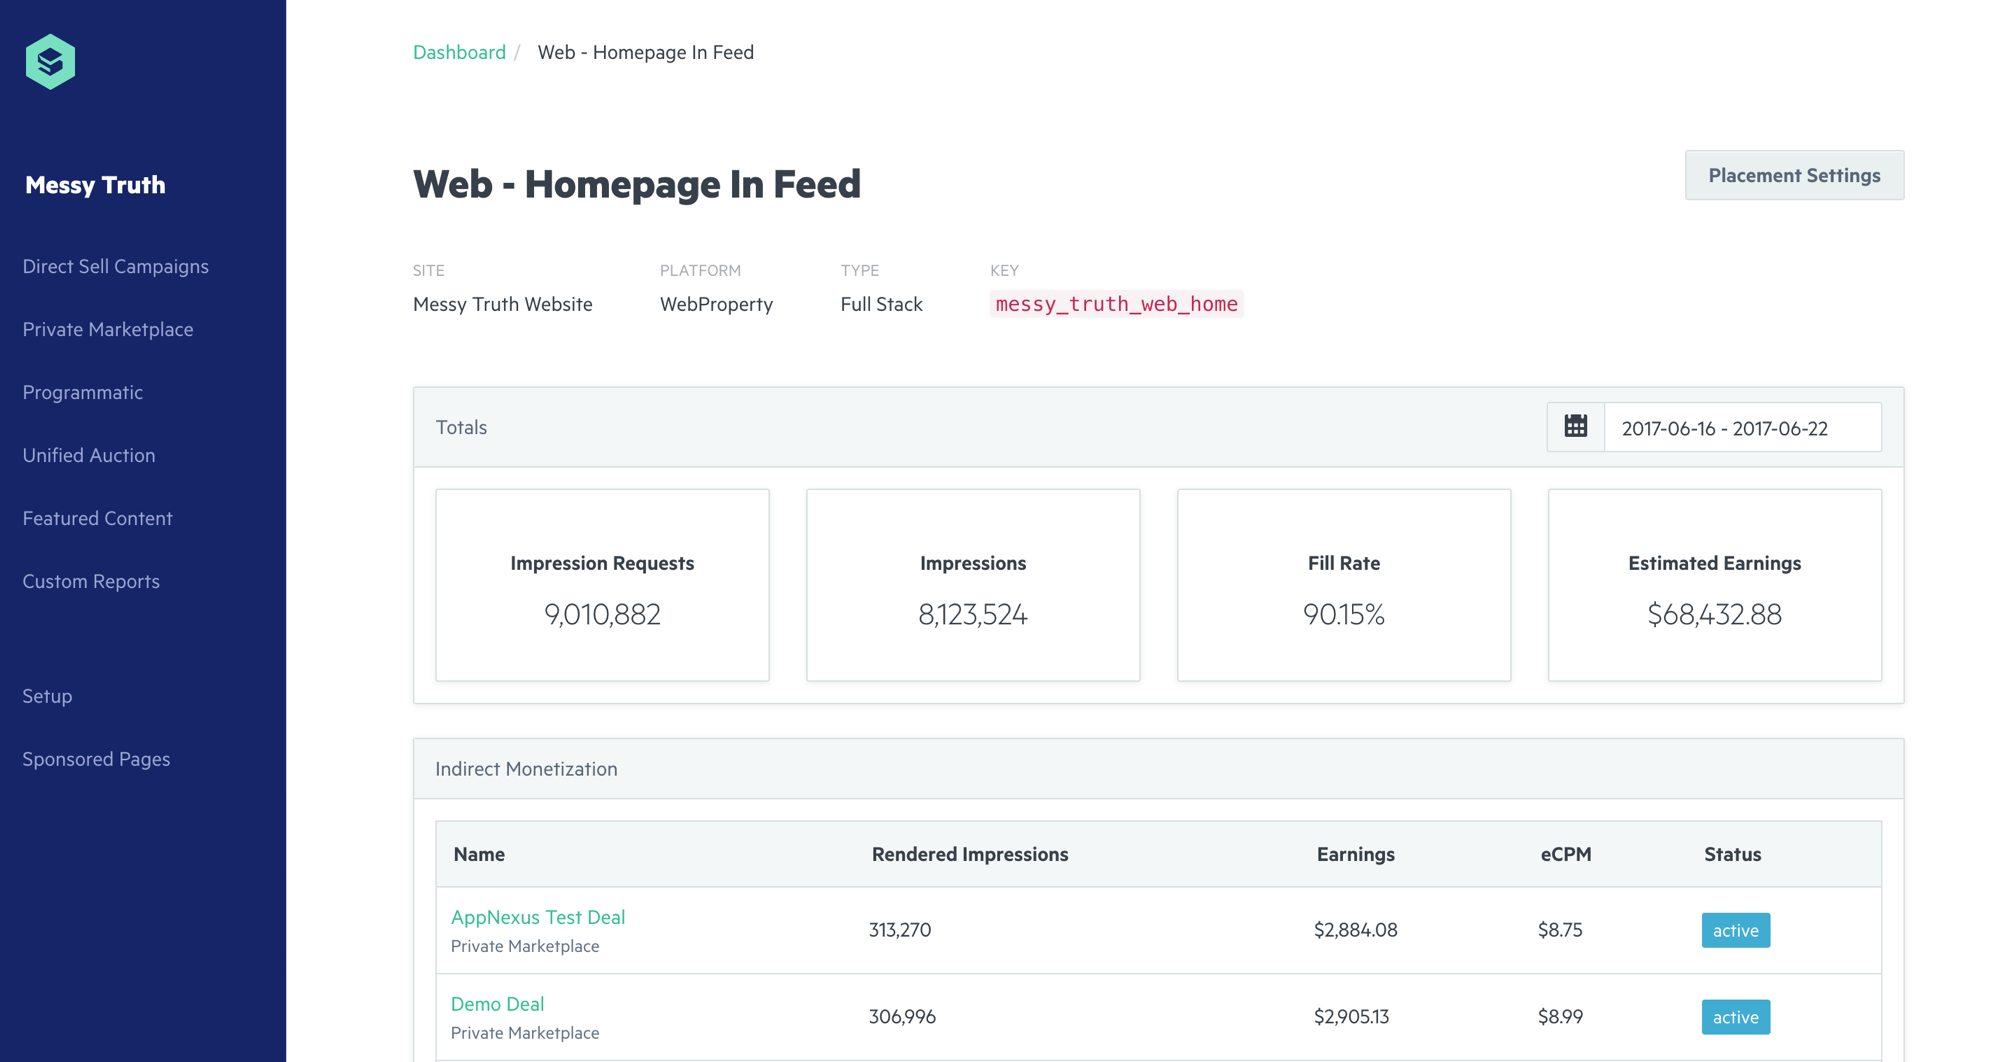 Dashboard / Web - Homepage In Feed
Messy Truth
Direct Sell Campaigns
Private Marketplace
Programmatic
Unified Auction
Featured Content
Custom Reports
Setup
Sponsored Pages
Web - Homepage In Feed
Placement Settings
SITE PLATFORM TYPE KEY
Messy Truth Website WebProperty Full Stack messy_truth_web_home
Totals
2017-06-16 - 2017-06-22
Impression Requests Impressions Fill Rate Estimated Earnings
9,010,882 8,123,524 90.15% $68,432.88
Indirect Monetization
Name Rendered Impressions Earnings eCPM Status
AppNexus Test Deal
Private Marketplace
313,270 $2,884.08 $8.75 active
Demo Deal
Private Marketplace
306,996 $2,905.13 $8.99 active